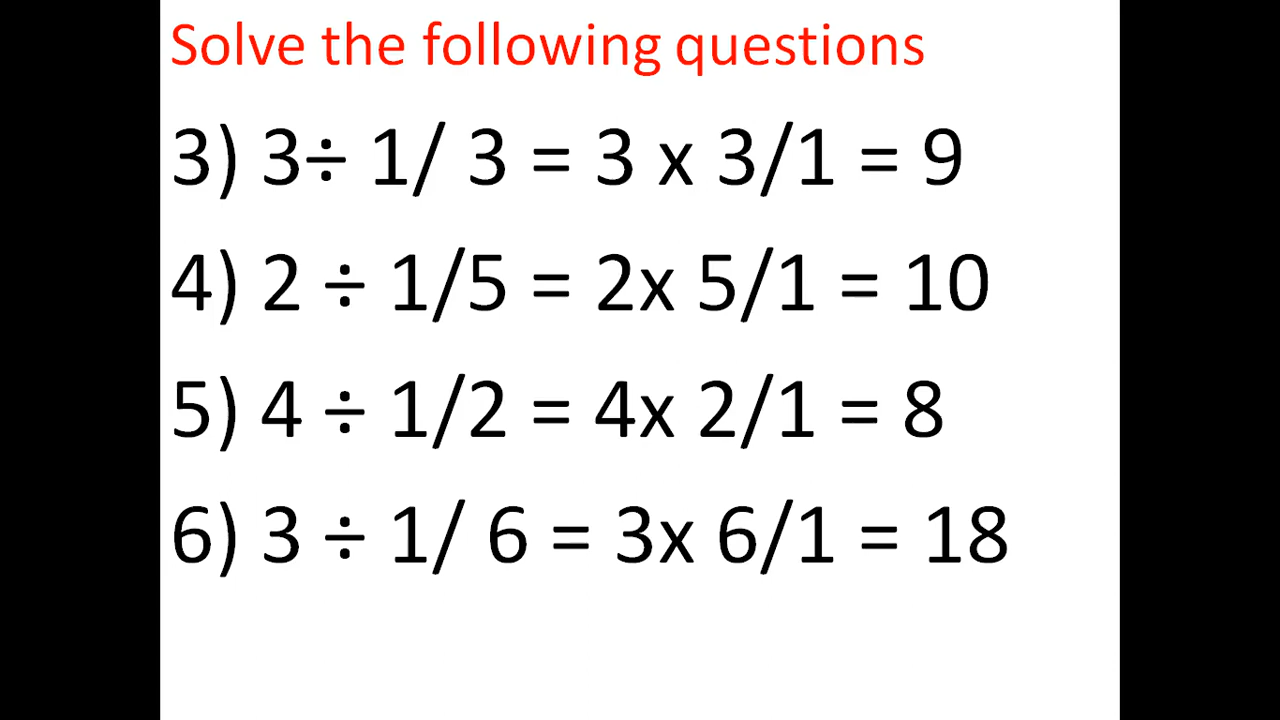 Solve the following questions
3) 3÷ 1/ 3 = 3 x 3/1 = 9
4) 2 ÷ 1/5 = 2x 5/1 = 10
5) 4 ÷ 1/2 = 4x 2/1 = 8
6) 3 ÷ 1/ 6 = 3x 6/1 = 18